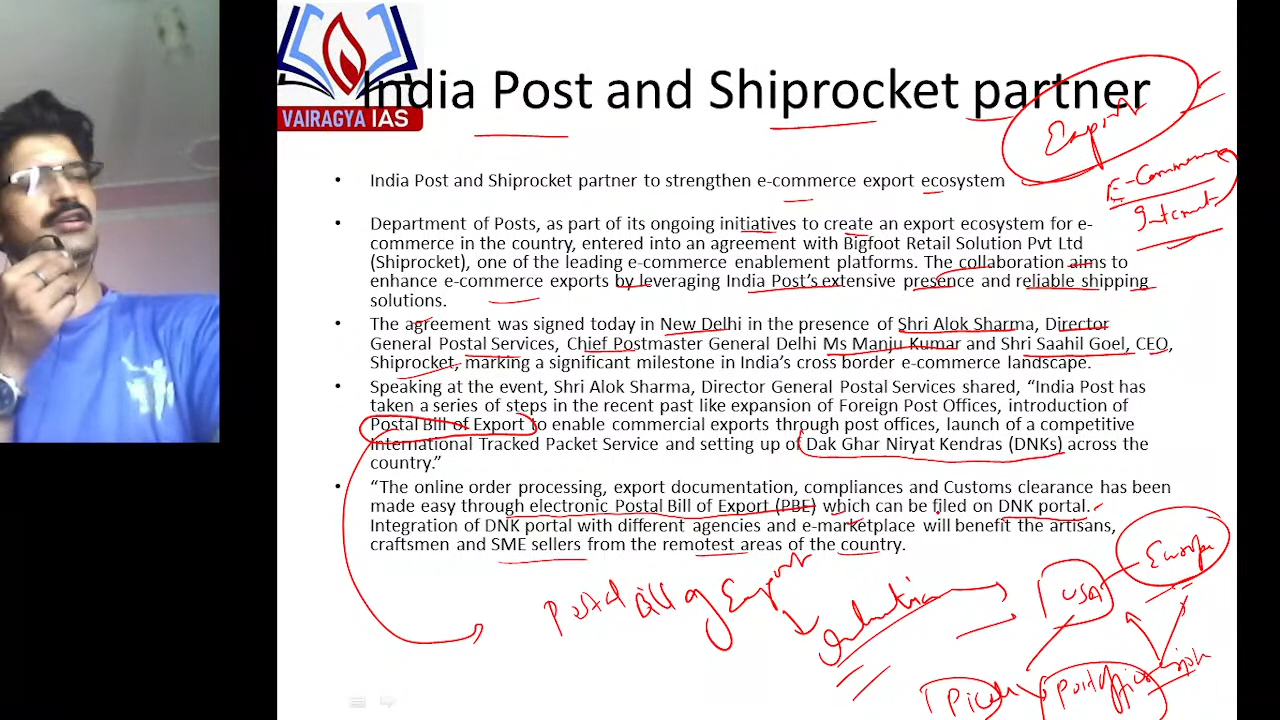 VAIRAGYA IAS
India Post and Shiprocket partner
Export
E-Commerce
Internet
• India Post and Shiprocket partner to strengthen e-commerce export ecosystem
• Department of Posts, as part of its ongoing initiatives to create an export ecosystem for e-
commerce in the country, entered into an agreement with Bigfoot Retail Solution Pvt Ltd
(Shiprocket), one of the leading e-commerce enablement platforms. The collaboration aims to
enhance e-commerce exports by leveraging India Post's extensive presence and reliable shipping
solutions.
• The agreement was signed today in New Delhi in the presence of Shri Alok Sharma, Director
General Postal Services, Chief Postmaster General Delhi Ms Manju Kumar and Shri Saahil Goel, CEO,
Shiprocket, marking a significant milestone in India's cross border e-commerce landscape.
• Speaking at the event, Shri Alok Sharma, Director General Postal Services shared, “India Post has
taken a series of steps in the recent past like expansion of Foreign Post Offices, introduction of
Postal Bill of Export to enable commercial exports through post offices, launch of a competitive
International Tracked Packet Service and setting up of Dak Ghar Niryat Kendras (DNKs) across the
country.”
• “The online order processing, export documentation, compliances and Customs clearance has been
made easy through electronic Postal Bill of Export (PBE) which can be filed on DNK portal.
Integration of DNK portal with different agencies and e-marketplace will benefit the artisans,
craftsmen and SME sellers from the remotest areas of the country.
Postal Bill of Export
USA
Europe
Post office